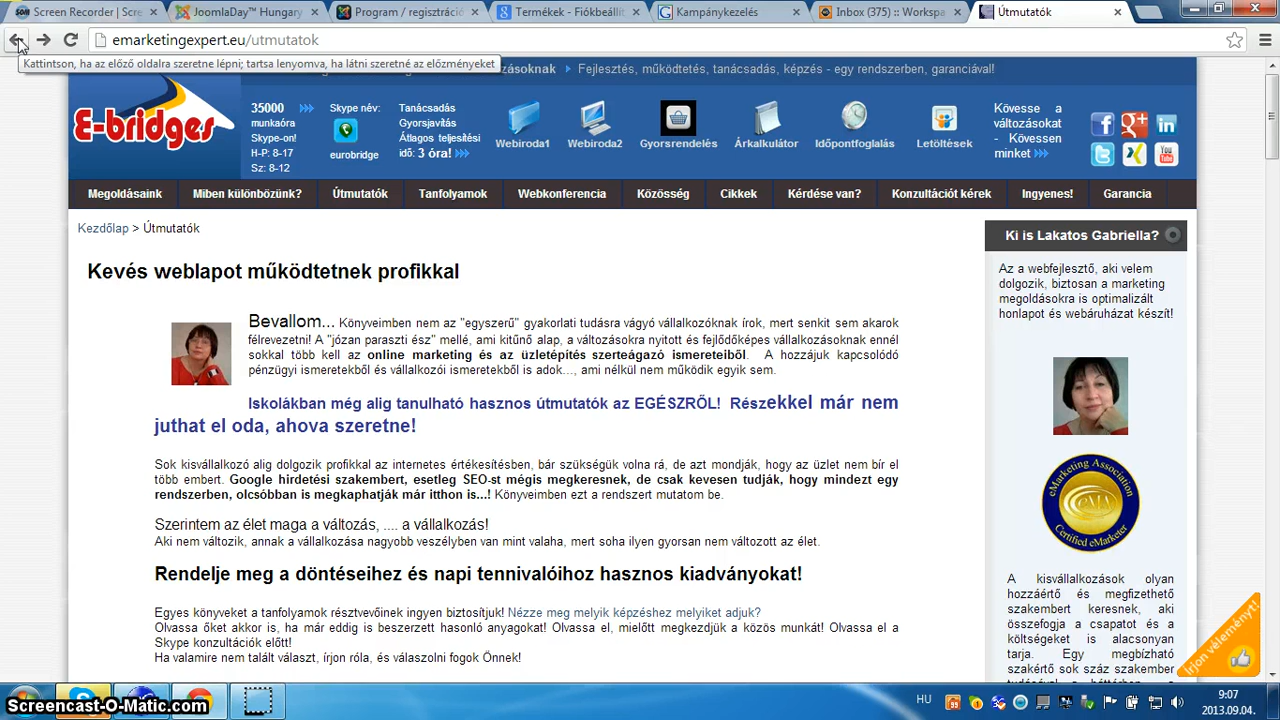 Screen Recorder | Scre
JoomlaDay™ Hungary
Program / regisztráció
Termékek - Fiókbeállít
Kampánykezelés
Inbox (375) :: Workspa
Útmutatók
emarketingexpert.eu/utmutatok
Kattintson, ha az előző oldalra szeretne lépni; tartsa lenyomva, ha látni szeretné az előzményeket
zásoknak
Fejlesztés, működtetés, tanácsadás, képzés - egy rendszerben, garanciával!
E-bridges
35000
munkaóra
Skype-on!
H-P: 8-17
Sz: 8-12
Skype név:
eurobridge
Tanácsadás
Gyorsjavítás
Átlagos teljesítési
idő: 3 óra!
Webiroda1
Webiroda2
Gyorsrendelés
Árkalkulátor
Időpontfoglalás
Letöltések
Kövesse a
változásokat
- Kövessen
minket
Megoldásaink
Miben különbözünk?
Útmutatók
Tanfolyamok
Webkonferencia
Közösség
Cikkek
Kérdése van?
Konzultációt kérek
Ingyenes!
Garancia
Kezdőlap > Útmutatók
Kevés weblapot működtetnek profikkal
Bevallom... Könyveimben nem az "egyszerű" gyakorlati tudásra vágyó vállalkozóknak írok, mert senkit sem akarok
félrevezetni! A "józan paraszti ész" mellé, ami kitűnő alap, a változásokra nyitott és fejlődőképes vállalkozásoknak ennél
sokkal több kell az online marketing és az üzletépítés szerteágazó ismereteiből. A hozzájuk kapcsolódó
pénzügyi ismeretekből és vállalkozói ismeretekből is adok..., ami nélkül nem működik egyik sem.
Iskolákban még alig tanulható hasznos útmutatók az EGÉSZRŐL! Részekkel már nem
juthat el oda, ahova szeretne!
Sok kisvállalkozó alig dolgozik profikkal az internetes értékesítésben, bár szükségük volna rá, de azt mondják, hogy az üzlet nem bír el
több embert. Google hirdetési szakembert, esetleg SEO-st mégis megkeresnek, de csak kevesen tudják, hogy mindezt egy
rendszerben, olcsóbban is megkaphatják már itthon is...! Könyveimben ezt a rendszert mutatom be.
Szerintem az élet maga a változás, .... a vállalkozás!
Aki nem változik, annak a vállalkozása nagyobb veszélyben van mint valaha, mert soha ilyen gyorsan nem változott az élet.
Rendelje meg a döntéseihez és napi tennivalóihoz hasznos kiadványokat!
Egyes könyveket a tanfolyamok résztvevőinek ingyen biztosítjuk! Nézze meg melyik képzéshez melyiket adjuk?
Olvassa őket akkor is, ha már eddig is beszerzett hasonló anyagokat! Olvassa el, mielőtt megkezdjük a közös munkát! Olvassa el a
Skype konzultációk előtt!
Ha valamire nem talált választ, írjon róla, és válaszolni fogok Önnek!
Ki is Lakatos Gabriella?
Az a webfejlesztő, aki velem
dolgozik, biztosan a marketing
megoldásokra is optimalizált
honlapot és webáruházat készít!
eMarketing Association
eMA
Certified eMarketer
A kisvállalkozások olyan
hozzáértő és megfizethető
szakembert keresnek, aki
összefogja a csapatot és a
költségeket is alacsonyan
tarja. Egy megbízható
szakértő sok száz szakember
Írjon véleményt!
HU
9:07
2013.09.04.
Screencast-O-Matic.com